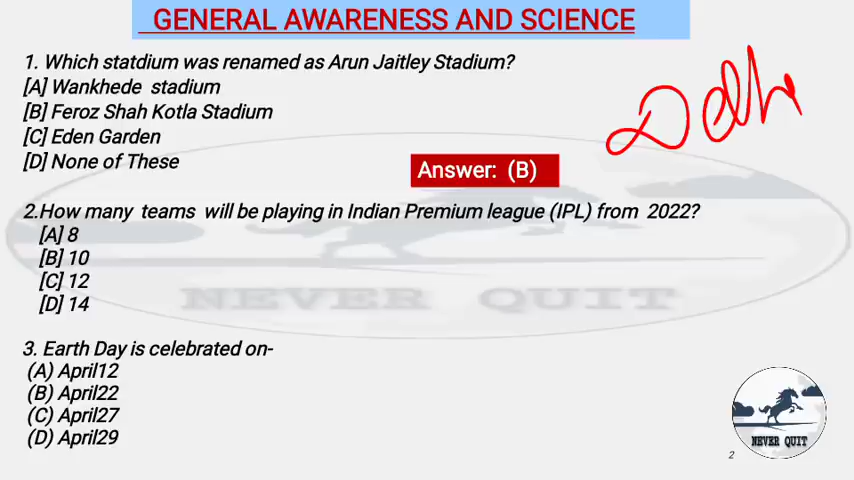 GENERAL AWARENESS AND SCIENCE
1. Which statdium was renamed as Arun Jaitley Stadium?
[A] Wankhede stadium
[B] Feroz Shah Kotla Stadium
[C] Eden Garden
[D] None of These
Answer: (B)
2.How many teams will be playing in Indian Premium league (IPL) from 2022?
[A] 8
[B] 10
[C] 12
[D] 14
NEVER QUIT
3. Earth Day is celebrated on-
(A) April12
(B) April22
(C) April27
(D) April29
NEVER QUIT
2